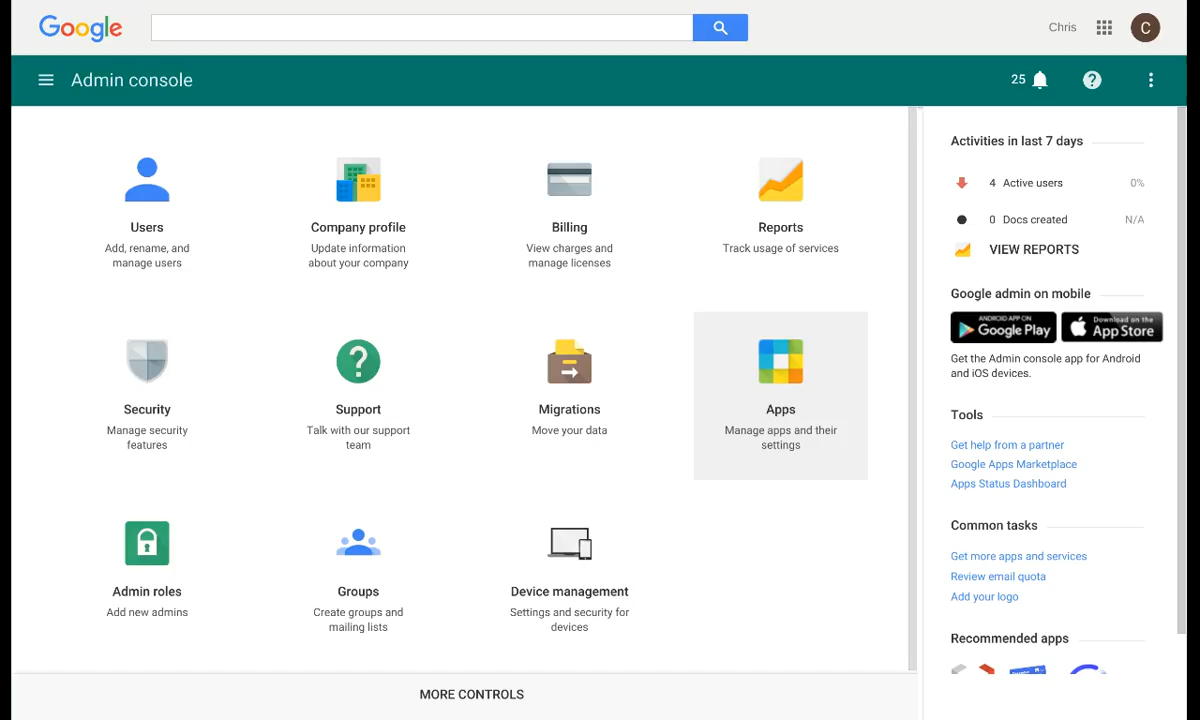 Google
Chris
C
Admin console
25
Users
Add, rename, and
manage users
Company profile
Update information
about your company
Billing
View charges and
manage licenses
Reports
Track usage of services
Security
Manage security
features
Support
Talk with our support
team
Migrations
Move your data
Apps
Manage apps and their
settings
Admin roles
Add new admins
Groups
Create groups and
mailing lists
Device management
Settings and security for
devices
MORE CONTROLS
Activities in last 7 days
4 Active users 0%
0 Docs created N/A
VIEW REPORTS
Google admin on mobile
ANDROID APP ON
Google Play
Download on the
App Store
Get the Admin console app for Android
and iOS devices.
Tools
Get help from a partner
Google Apps Marketplace
Apps Status Dashboard
Common tasks
Get more apps and services
Review email quota
Add your logo
Recommended apps